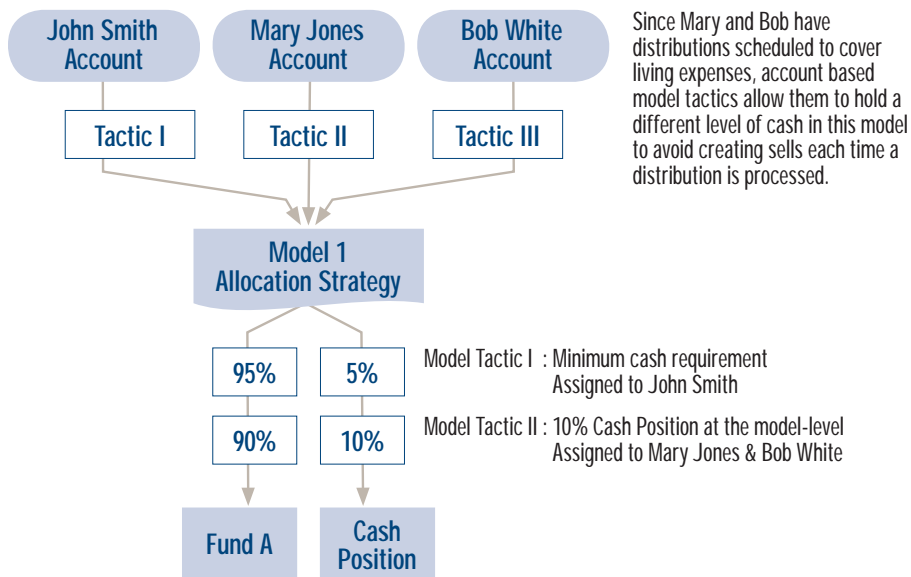 John Smith
Account
Mary Jones
Account
Bob White
Account
Since Mary and Bob have
distributions scheduled to cover
living expenses, account based
model tactics allow them to hold a
different level of cash in this model
to avoid creating sells each time a
distribution is processed.
Tactic I
Tactic II
Tactic III
Model 1
Allocation Strategy
95%
5%
Model Tactic I : Minimum cash requirement
Assigned to John Smith
90%
10%
Model Tactic II : 10% Cash Position at the model-level
Assigned to Mary Jones & Bob White
Fund A
Cash
Position